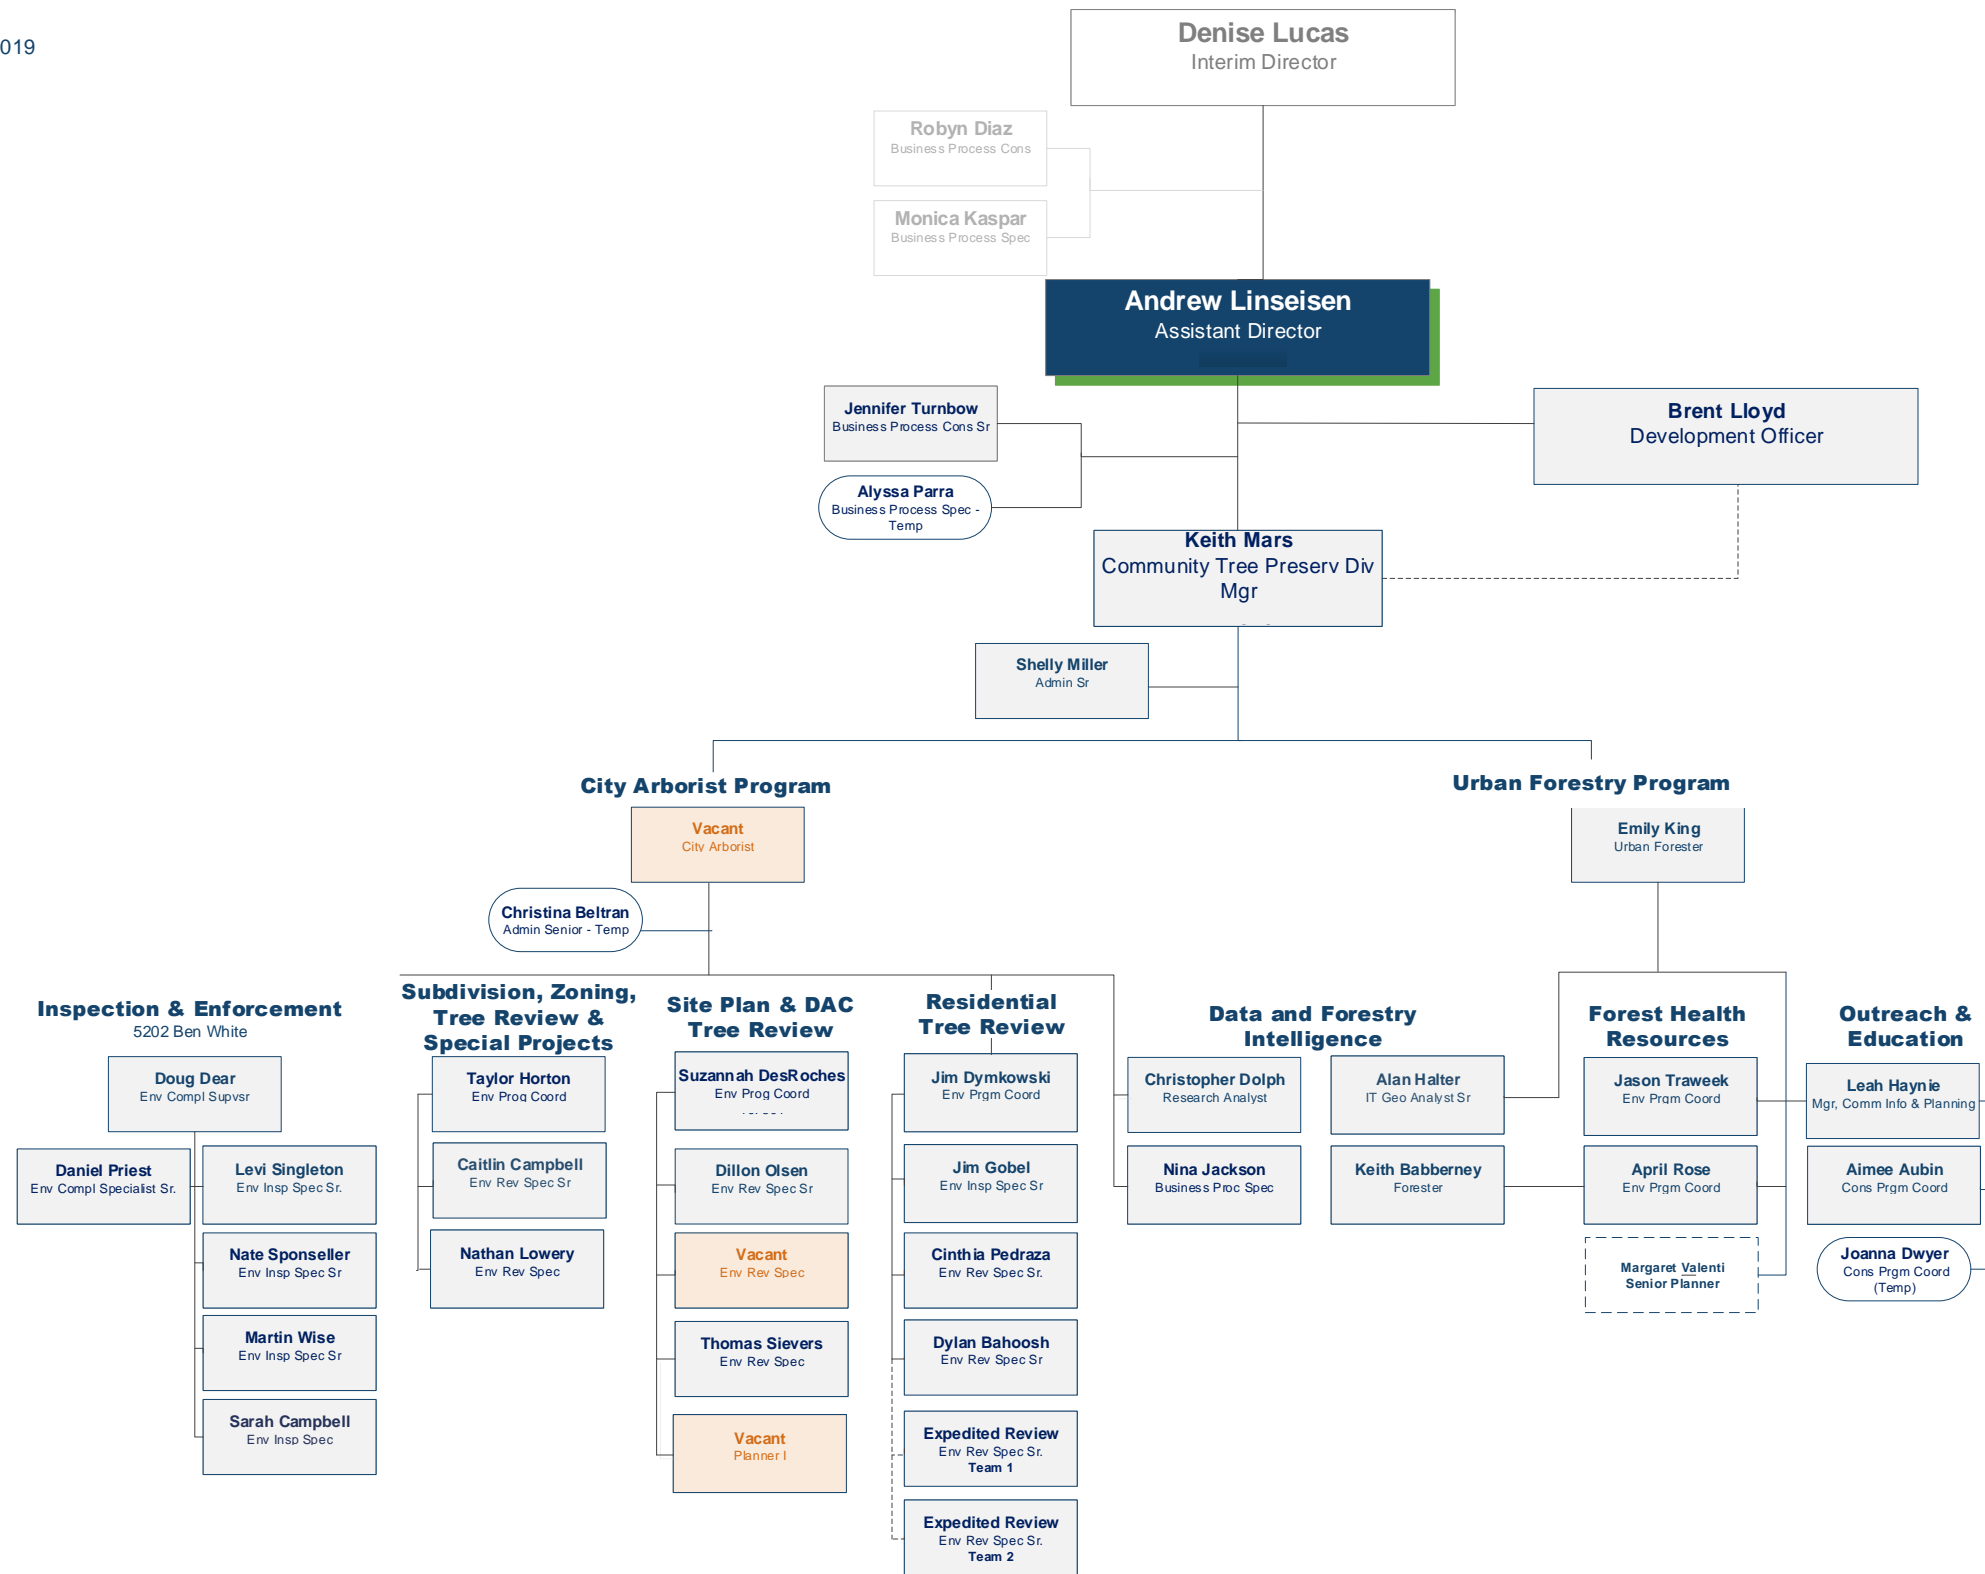 019
Denise Lucas
Interim Director
Robyn Diaz
Business Process Cons
Monica Kaspar
Business Process Spec
Andrew Linseisen
Assistant Director
Jennifer Turnbow
Business Process Cons Sr
Alyssa Parra
Business Process Spec -
Temp
Brent Lloyd
Development Officer
Keith Mars
Community Tree Preserv Div
Mgr
Shelly Miller
Admin Sr
City Arborist Program
Vacant
City Arborist
Christina Beltran
Admin Senior - Temp
Urban Forestry Program
Emily King
Urban Forester
Inspection & Enforcement
5202 Ben White
Doug Dear
Env Compl Supvsr
Daniel Priest
Env Compl Specialist Sr.
Levi Singleton
Env Insp Spec Sr.
Nate Sponseller
Env Insp Spec Sr
Martin Wise
Env Insp Spec Sr
Sarah Campbell
Env Insp Spec
Subdivision, Zoning,
Tree Review &
Special Projects
Taylor Horton
Env Prog Coord
Caitlin Campbell
Env Rev Spec Sr
Nathan Lowery
Env Rev Spec
Site Plan & DAC
Tree Review
Suzannah DesRoches
Env Prog Coord
Dillon Olsen
Env Rev Spec Sr
Vacant
Env Rev Spec
Thomas Sievers
Env Rev Spec
Vacant
Planner I
Residential
Tree Review
Jim Dymkowski
Env Prgm Coord
Jim Gobel
Env Insp Spec Sr
Cinthia Pedraza
Env Rev Spec Sr.
Dylan Bahoosh
Env Rev Spec Sr
Expedited Review
Env Rev Spec Sr.
Team 1
Expedited Review
Env Rev Spec Sr.
Team 2
Data and Forestry
Intelligence
Christopher Dolph
Research Analyst
Nina Jackson
Business Proc Spec
Alan Halter
IT Geo Analyst Sr
Keith Babberney
Forester
Forest Health
Resources
Jason Traweek
Env Prgm Coord
April Rose
Env Prgm Coord
Margaret Valenti
Senior Planner
Outreach &
Education
Leah Haynie
Mgr, Comm Info & Planning
Aimee Aubin
Cons Prgm Coord
Joanna Dwyer
Cons Prgm Coord
(Temp)